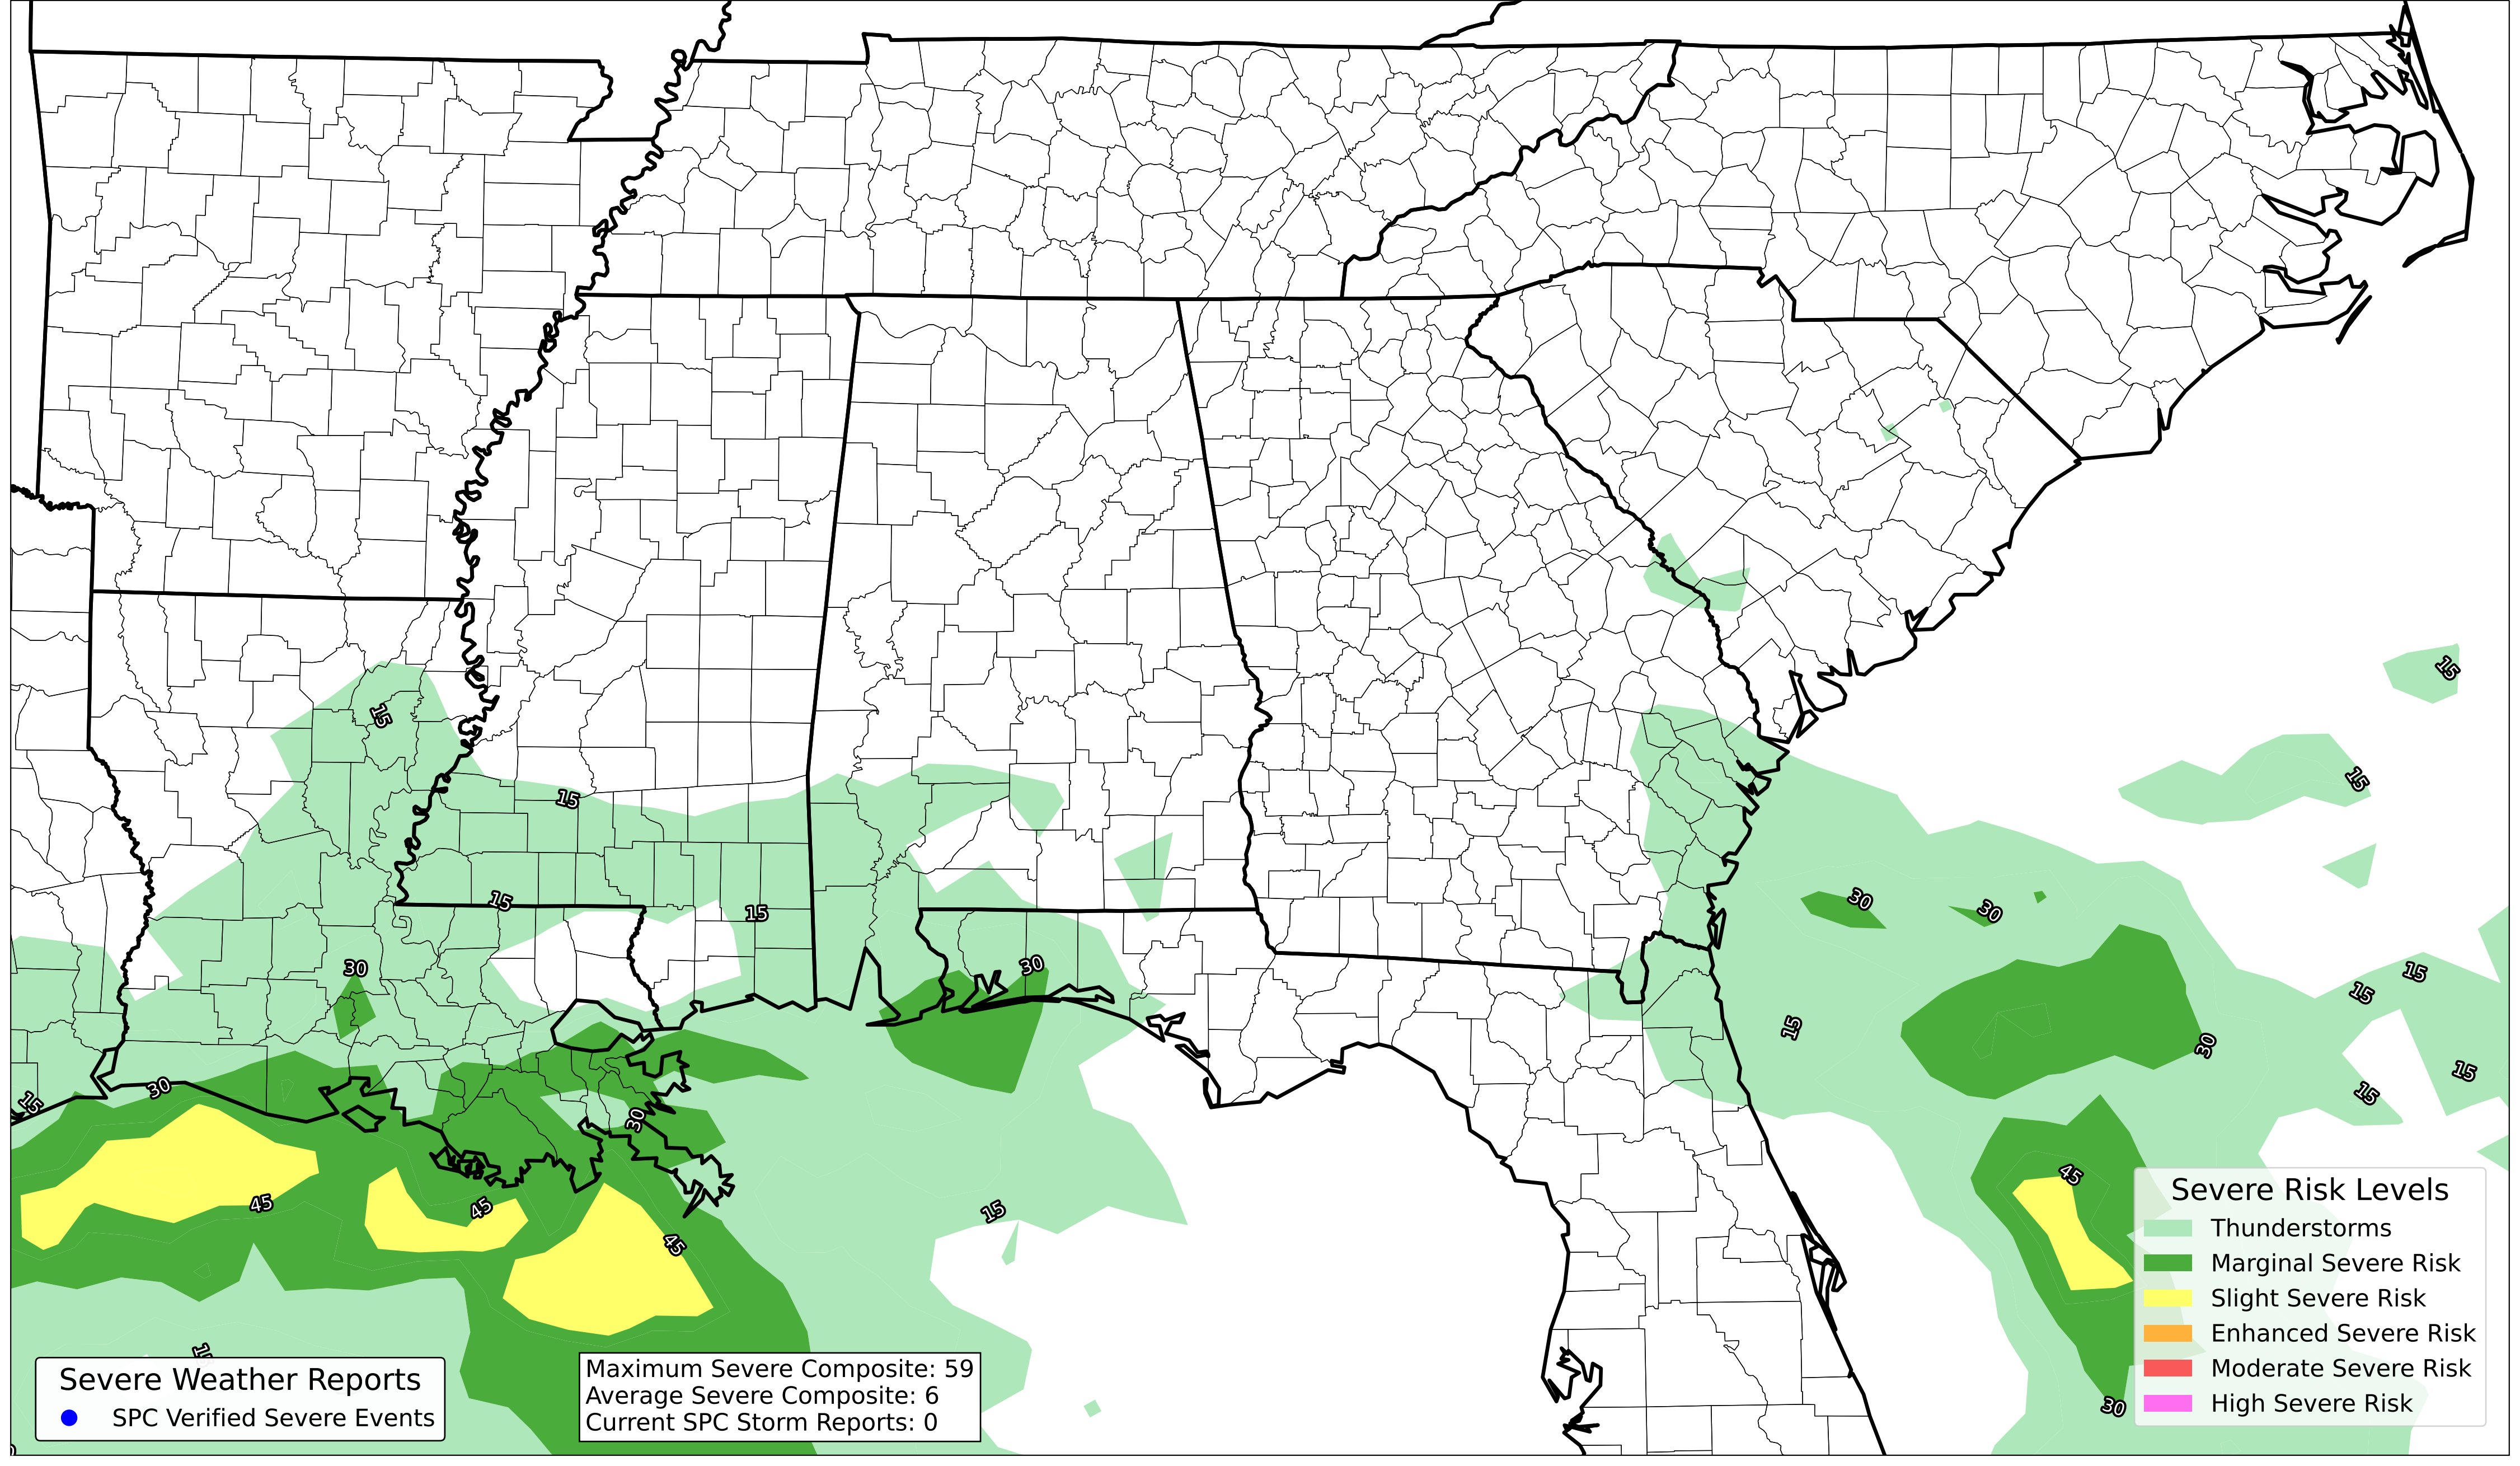 15
15
15
15
15
30
30
30
30
15
15
15
15
30
15
30
15
15
30
15
45
45
45
15
45
30
Severe Weather Reports
SPC Verified Severe Events
Maximum Severe Composite: 59
Average Severe Composite: 6
Current SPC Storm Reports: 0
Severe Risk Levels
Thunderstorms
Marginal Severe Risk
Slight Severe Risk
Enhanced Severe Risk
Moderate Severe Risk
High Severe Risk